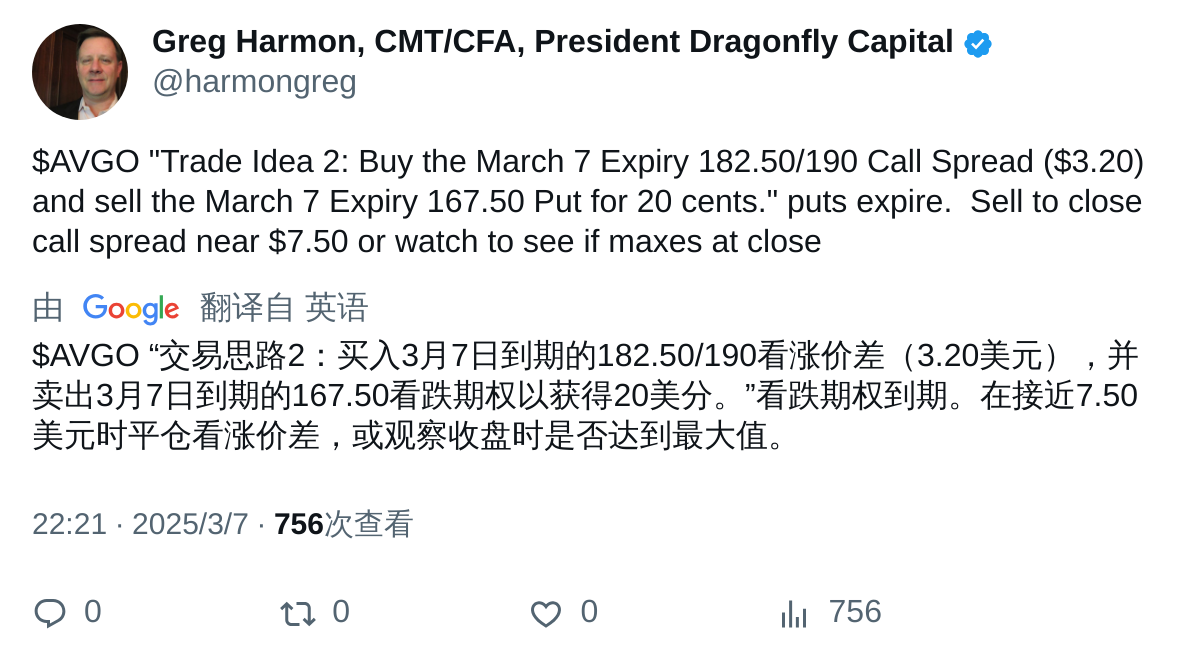 Greg Harmon, CMT/CFA, President Dragonfly Capital
@harmongreg
$AVGO "Trade Idea 2: Buy the March 7 Expiry 182.50/190 Call Spread ($3.20)
and sell the March 7 Expiry 167.50 Put for 20 cents." puts expire.  Sell to close
call spread near $7.50 or watch to see if maxes at close
由 Google 翻译自 英语
$AVGO “交易思路2：买入3月7日到期的182.50/190看涨价差（3.20美元），并
卖出3月7日到期的167.50看跌期权以获得20美分。”看跌期权到期。在接近7.50
美元时平仓看涨价差，或观察收盘时是否达到最大值。
22:21 · 2025/3/7 · 756次查看
0 0 0 756